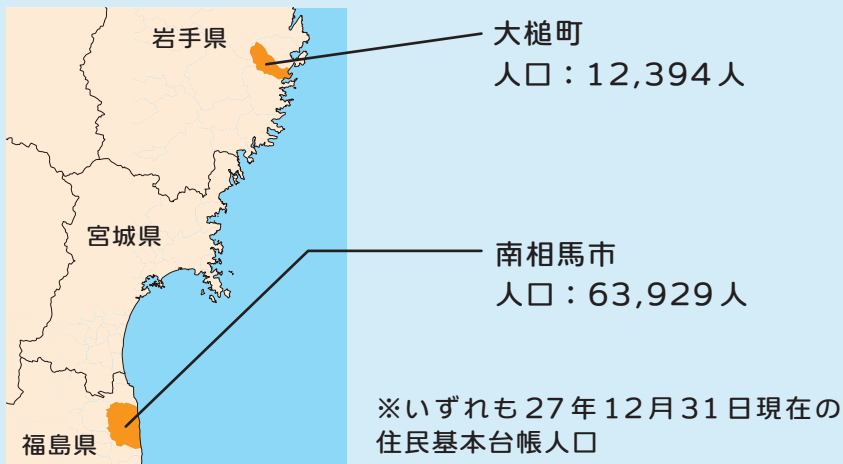 岩手県
大槌町
人口：12,394人
宮城県
南相馬市
人口：63,929人
福島県
※いずれも27年12月31日現在の
住民基本台帳人口